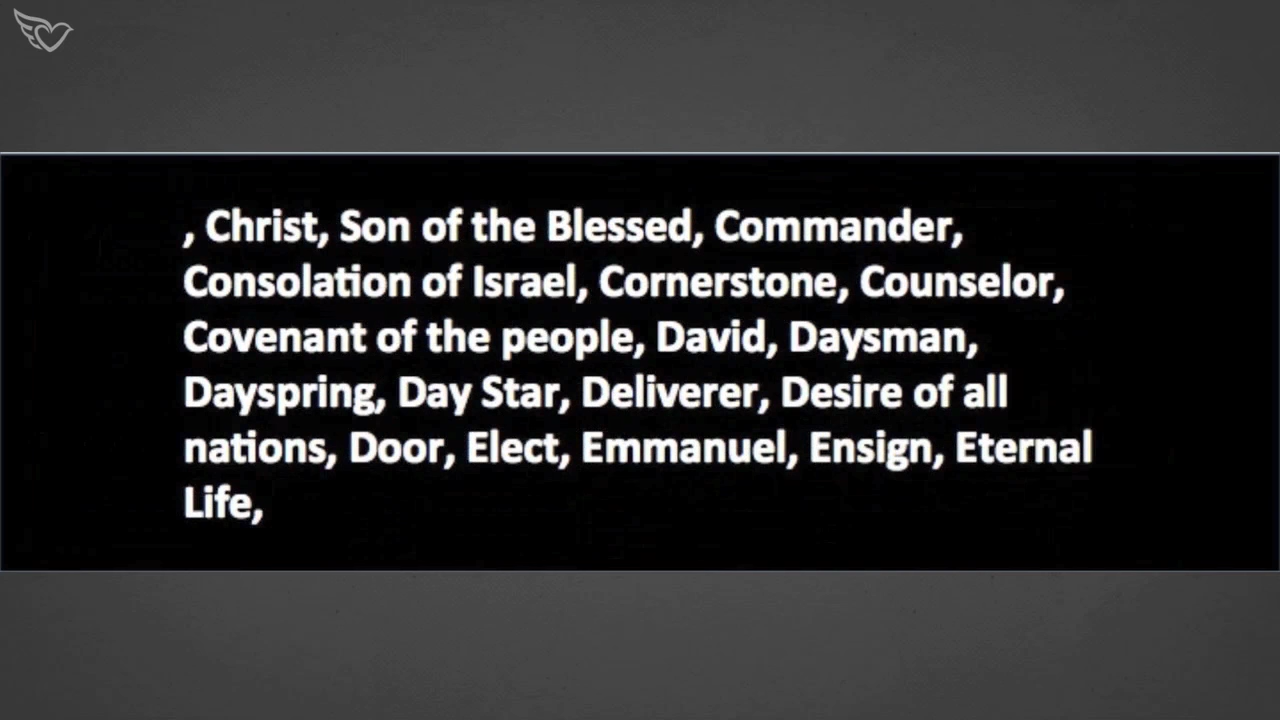 , Christ, Son of the Blessed, Commander,
Consolation of Israel, Cornerstone, Counselor,
Covenant of the people, David, Daysman,
Dayspring, Day Star, Deliverer, Desire of all
nations, Door, Elect, Emmanuel, Ensign, Eternal
Life,